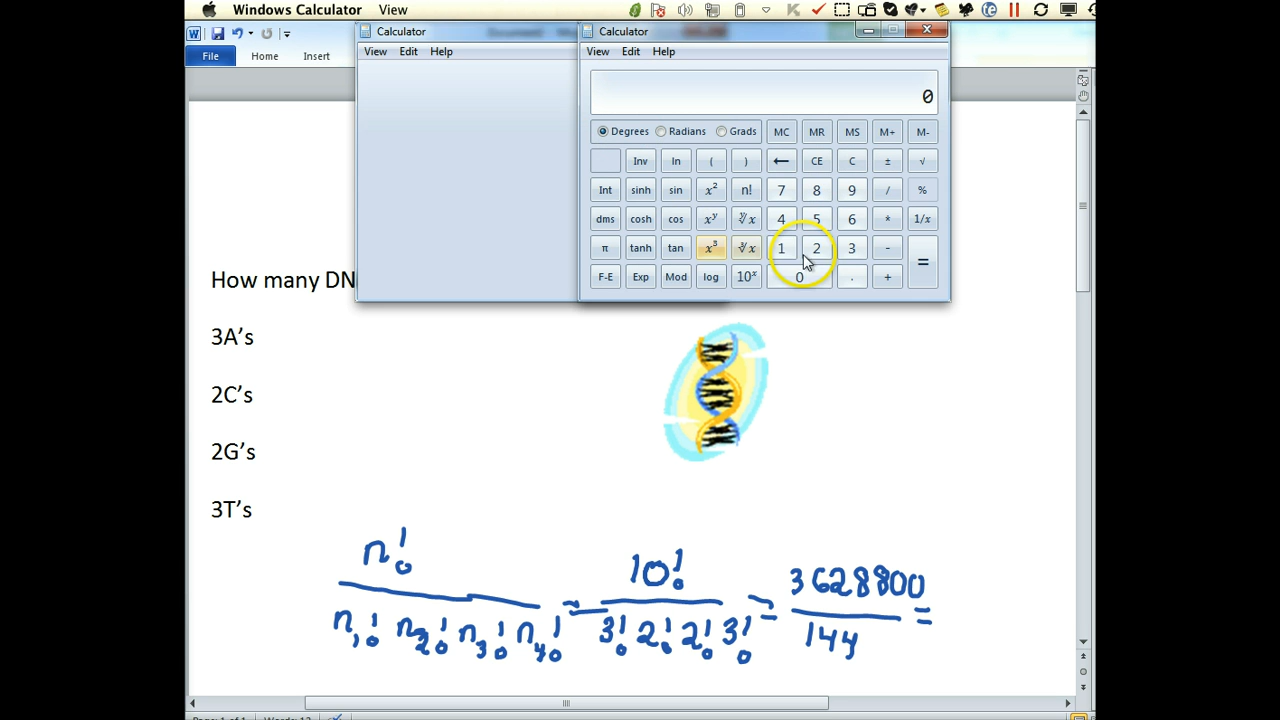 Windows Calculator View
File Home Insert
Calculator
View Edit Help
Calculator
View Edit Help
0
Degrees Radians Grads MC MR MS M+ M-
Inv ln ( ) ← CE C ± √
Int sinh sin x² n! 7 8 9 / %
dms cosh cos xʸ ʸ√x 4 5 6 * 1/x
π tanh tan x³ ³√x 1 2 3 - =
F-E Exp Mod log 10ˣ 0 . +
How many DN
3A's
2C's
2G's
3T's
n! / n₁! n₂! n₃! n₄! = 10! / 3! 2! 2! 3! = 3628800 / 144 =